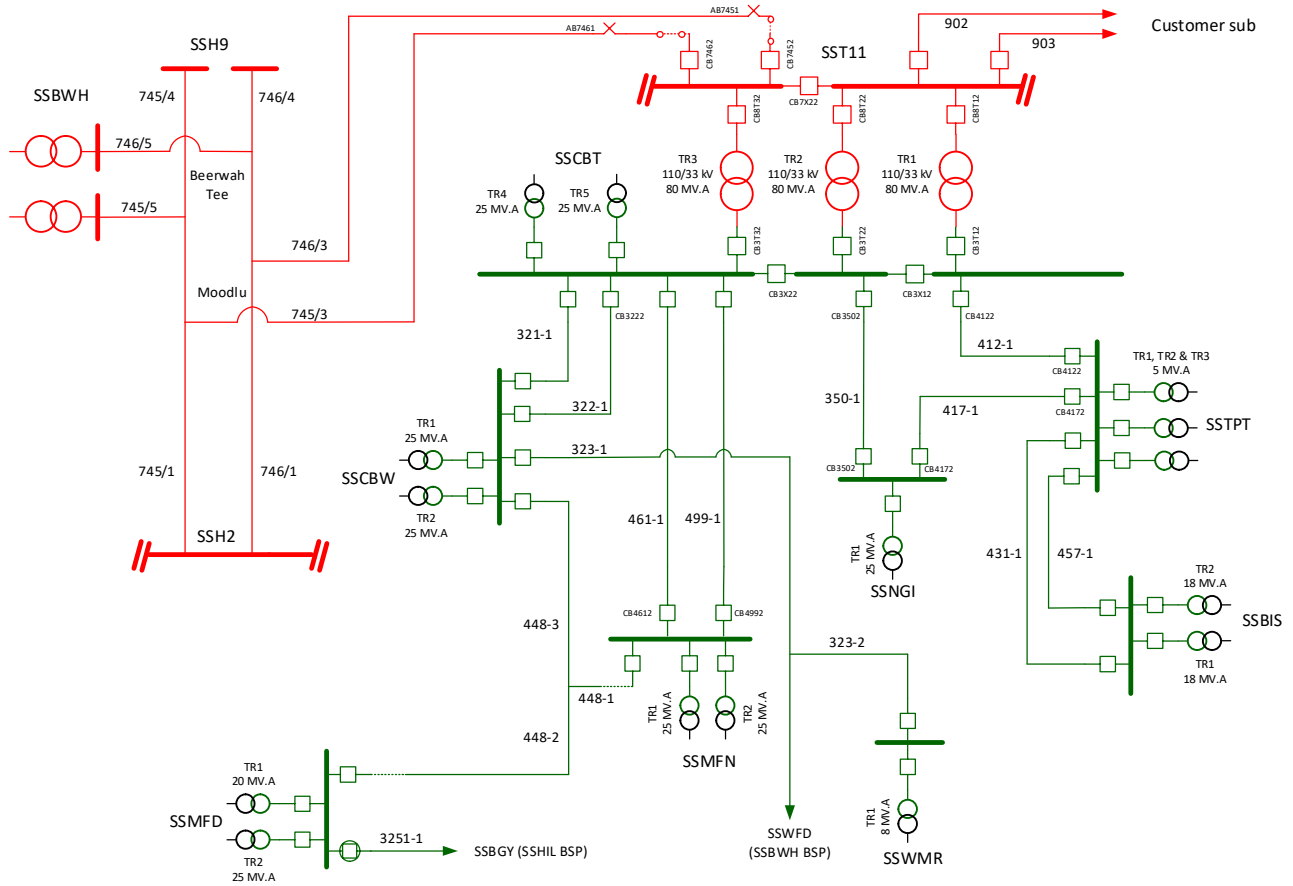 AB7451
902
Customer sub
AB7461
903
SSH9
CB7462
CB7452
SST11
SSBWH
745/4
746/4
CB7X22
CB8T32
CB8T22
CB8T12
746/5
Beerwah
Tee
SSCBT
TR3
110/33 kV
80 MV.A
TR2
110/33 kV
80 MV.A
TR1
110/33 kV
80 MV.A
TR4
25 MV.A
TR5
25 MV.A
745/5
746/3
CB3T32
CB3T22
CB3T12
Moodlu
CB3X22
CB3X12
745/3
CB3222
CB3502
CB4122
321-1
412-1
CB4122
TR1, TR2 & TR3
5 MV.A
322-1
350-1
417-1
CB4172
SSTPT
TR1
25 MV.A
323-1
SSCBW
CB3502
CB4172
745/1
746/1
TR2
25 MV.A
461-1
499-1
SSH2
TR1
25 MV.A
431-1
457-1
SSNGI
TR2
18 MV.A
SSBIS
CB4612
CB4992
448-3
323-2
TR1
18 MV.A
448-1
TR1
25 MV.A
TR2
25 MV.A
448-2
SSMFN
TR1
20 MV.A
SSMFD
TR1
8 MV.A
3251-1
SSBGY (SSHIL BSP)
SSWFD
(SSBWH BSP)
SSWMR
TR2
25 MV.A